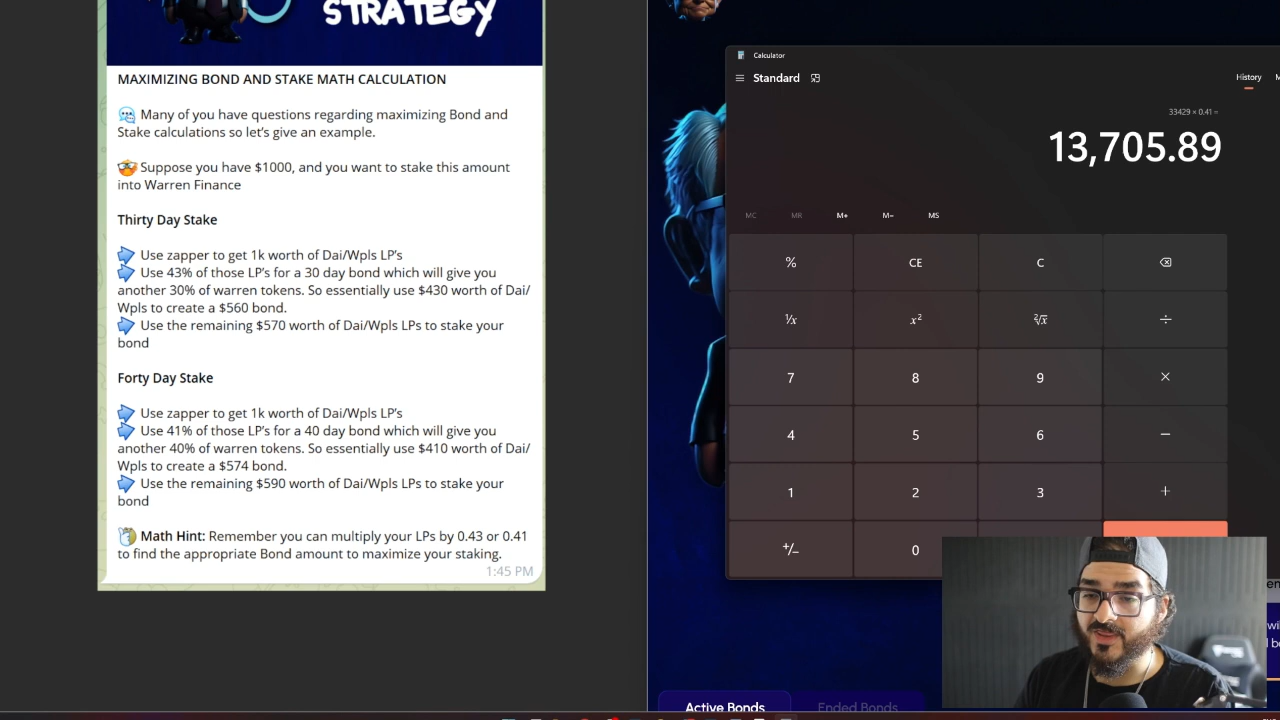 STRATEGY
MAXIMIZING BOND AND STAKE MATH CALCULATION
Many of you have questions regarding maximizing Bond and
Stake calculations so let's give an example.
Suppose you have $1000, and you want to stake this amount
into Warren Finance
Thirty Day Stake
Use zapper to get 1k worth of Dai/Wpls LP's
Use 43% of those LP's for a 30 day bond which will give you
another 30% of warren tokens. So essentially use $430 worth of Dai/
Wpls to create a $560 bond.
Use the remaining $570 worth of Dai/Wpls LPs to stake your
bond
Forty Day Stake
Use zapper to get 1k worth of Dai/Wpls LP's
Use 41% of those LP's for a 40 day bond which will give you
another 40% of warren tokens. So essentially use $410 worth of Dai/
Wpls to create a $574 bond.
Use the remaining $590 worth of Dai/Wpls LPs to stake your
bond
Math Hint: Remember you can multiply your LPs by 0.43 or 0.41
to find the appropriate Bond amount to maximize your staking.
1:45 PM
Calculator
Standard
History
33429 × 0.41 =
13,705.89
MC MR M+ M− MS
% CE C
¹/x x² ²√x ÷
7 8 9 ×
4 5 6 −
1 2 3 +
+/− 0
Active Bonds Ended Bonds